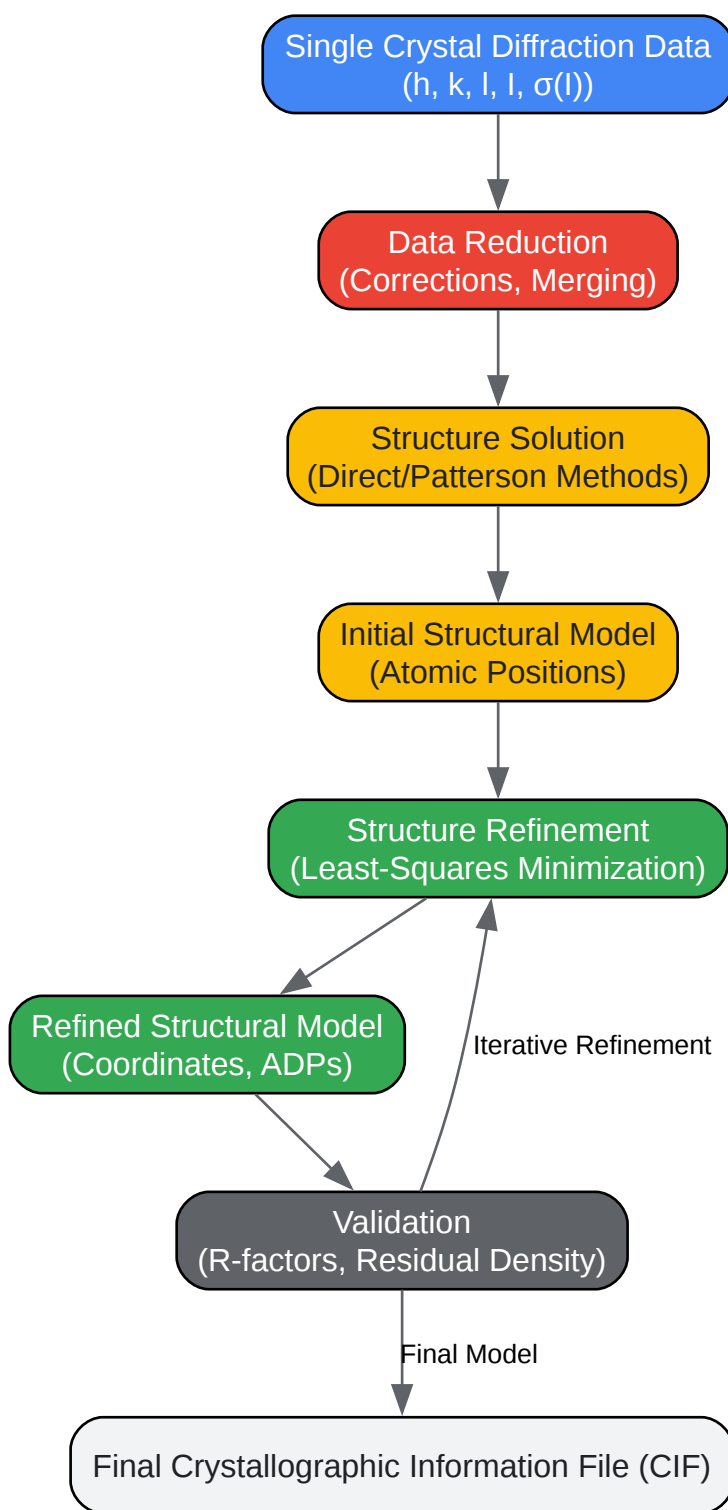 Single Crystal Diffraction Data
(h, k, l, I, σ(I))
Data Reduction
(Corrections, Merging)
Structure Solution
(Direct/Patterson Methods)
Initial Structural Model
(Atomic Positions)
Structure Refinement
(Least-Squares Minimization)
Refined Structural Model
(Coordinates, ADPs)
Iterative Refinement
Validation
(R-factors, Residual Density)
Final Model
Final Crystallographic Information File (CIF)